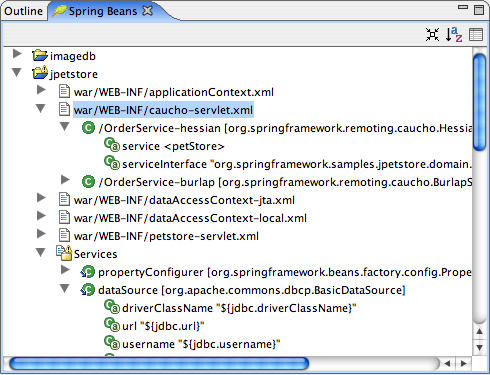 Outline Spring Beans
imagedb
jpetstore
war/WEB-INF/applicationContext.xml
war/WEB-INF/caucho-servlet.xml
/OrderService-hessian [org.springframework.remoting.caucho.Hessia
service <petStore>
serviceInterface "org.springframework.samples.jpetstore.domain.
/OrderService-burlap [org.springframework.remoting.caucho.BurlapS
war/WEB-INF/dataAccessContext-jta.xml
war/WEB-INF/dataAccessContext-local.xml
war/WEB-INF/petstore-servlet.xml
Services
propertyConfigurer [org.springframework.beans.factory.config.Prope
dataSource [org.apache.commons.dbcp.BasicDataSource]
driverClassName "${jdbc.driverClassName}"
url "${jdbc.url}"
username "${jdbc.username}"